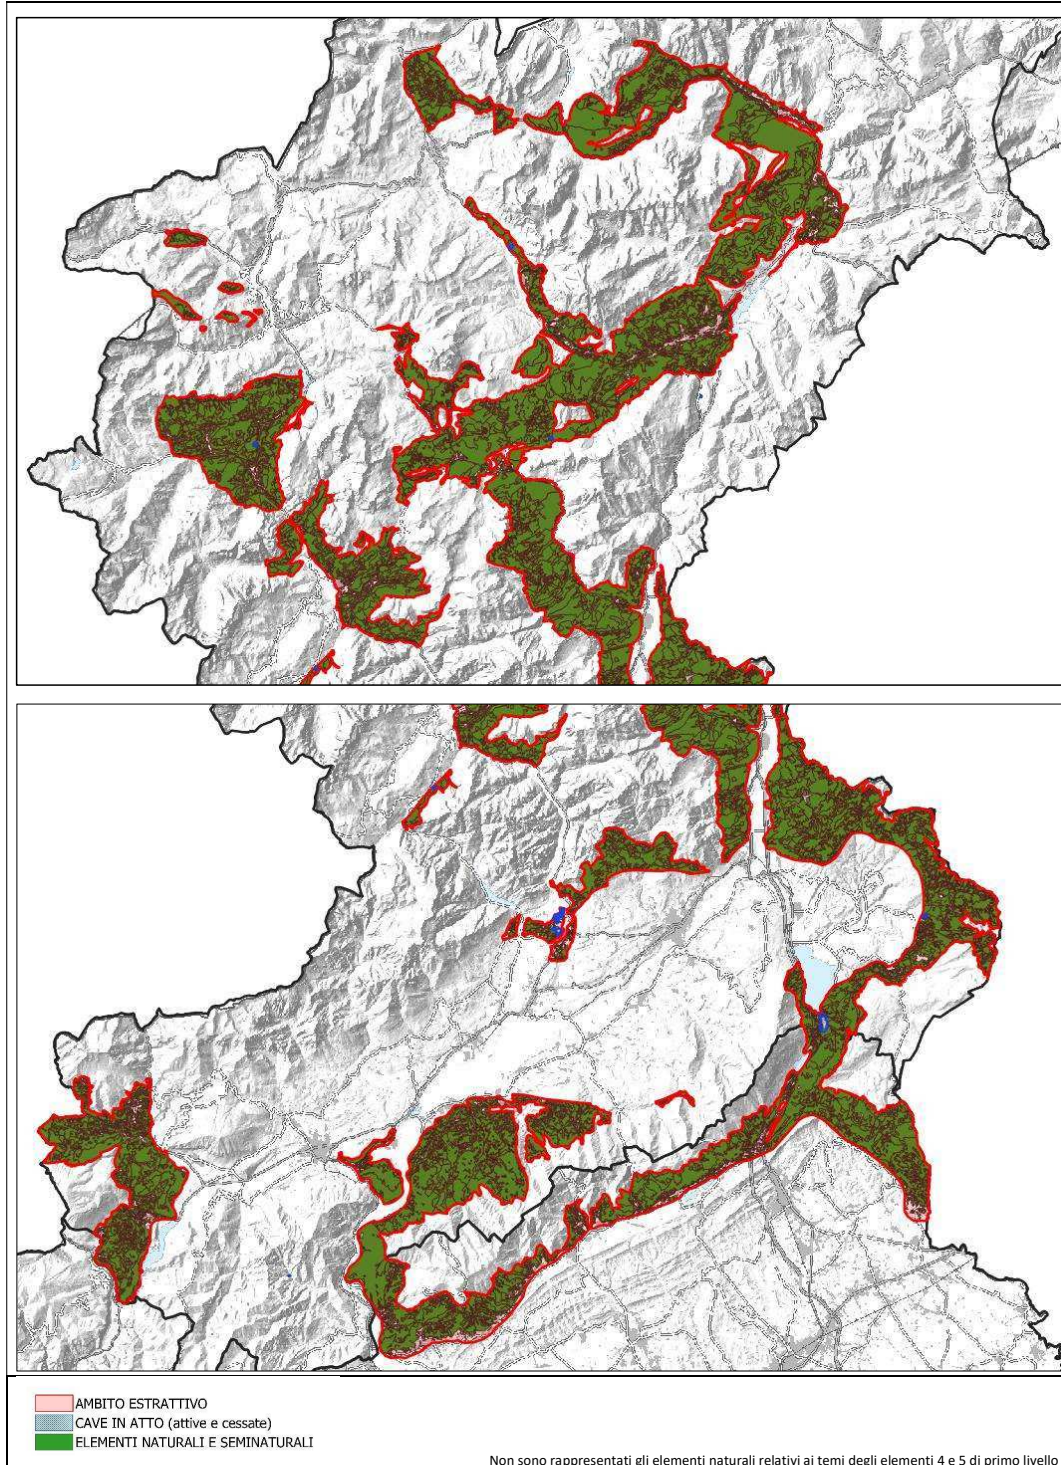 AMBITO ESTRATTIVO
CAVE IN ATTO (attive e cessate)
ELEMENTI NATURALI E SEMINATURALI
Non sono rappresentati gli elementi naturali relativi ai temi degli elementi 4 e 5 di primo livello